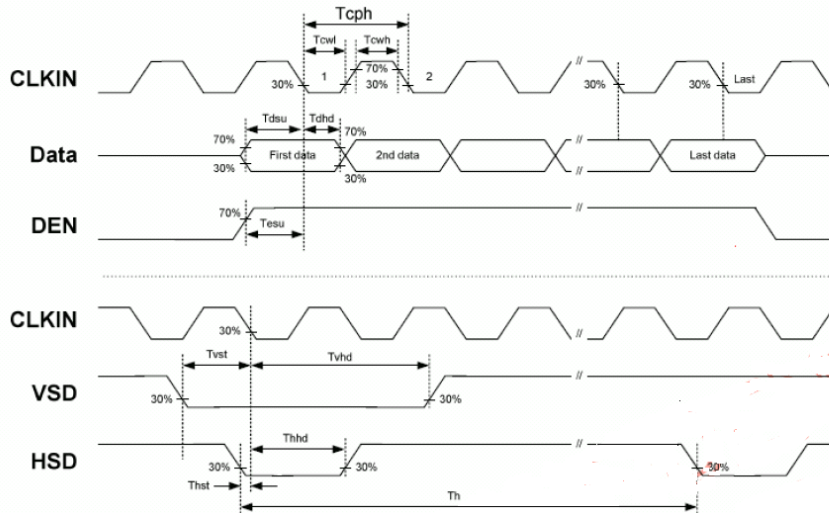 Tcph
Tcwl Tcwh
CLKIN 30% 1 70% 30% 2 // 30% 30% Last
Tdsu Tdhd
70% 70%
Data First data 2nd data // Last data
30% 30%
DEN 70% //
Tesu
CLKIN 30% //
Tvst Tvhd
VSD 30% 30% //
Thhd
HSD 30% 30% // 30%
Thst
Th